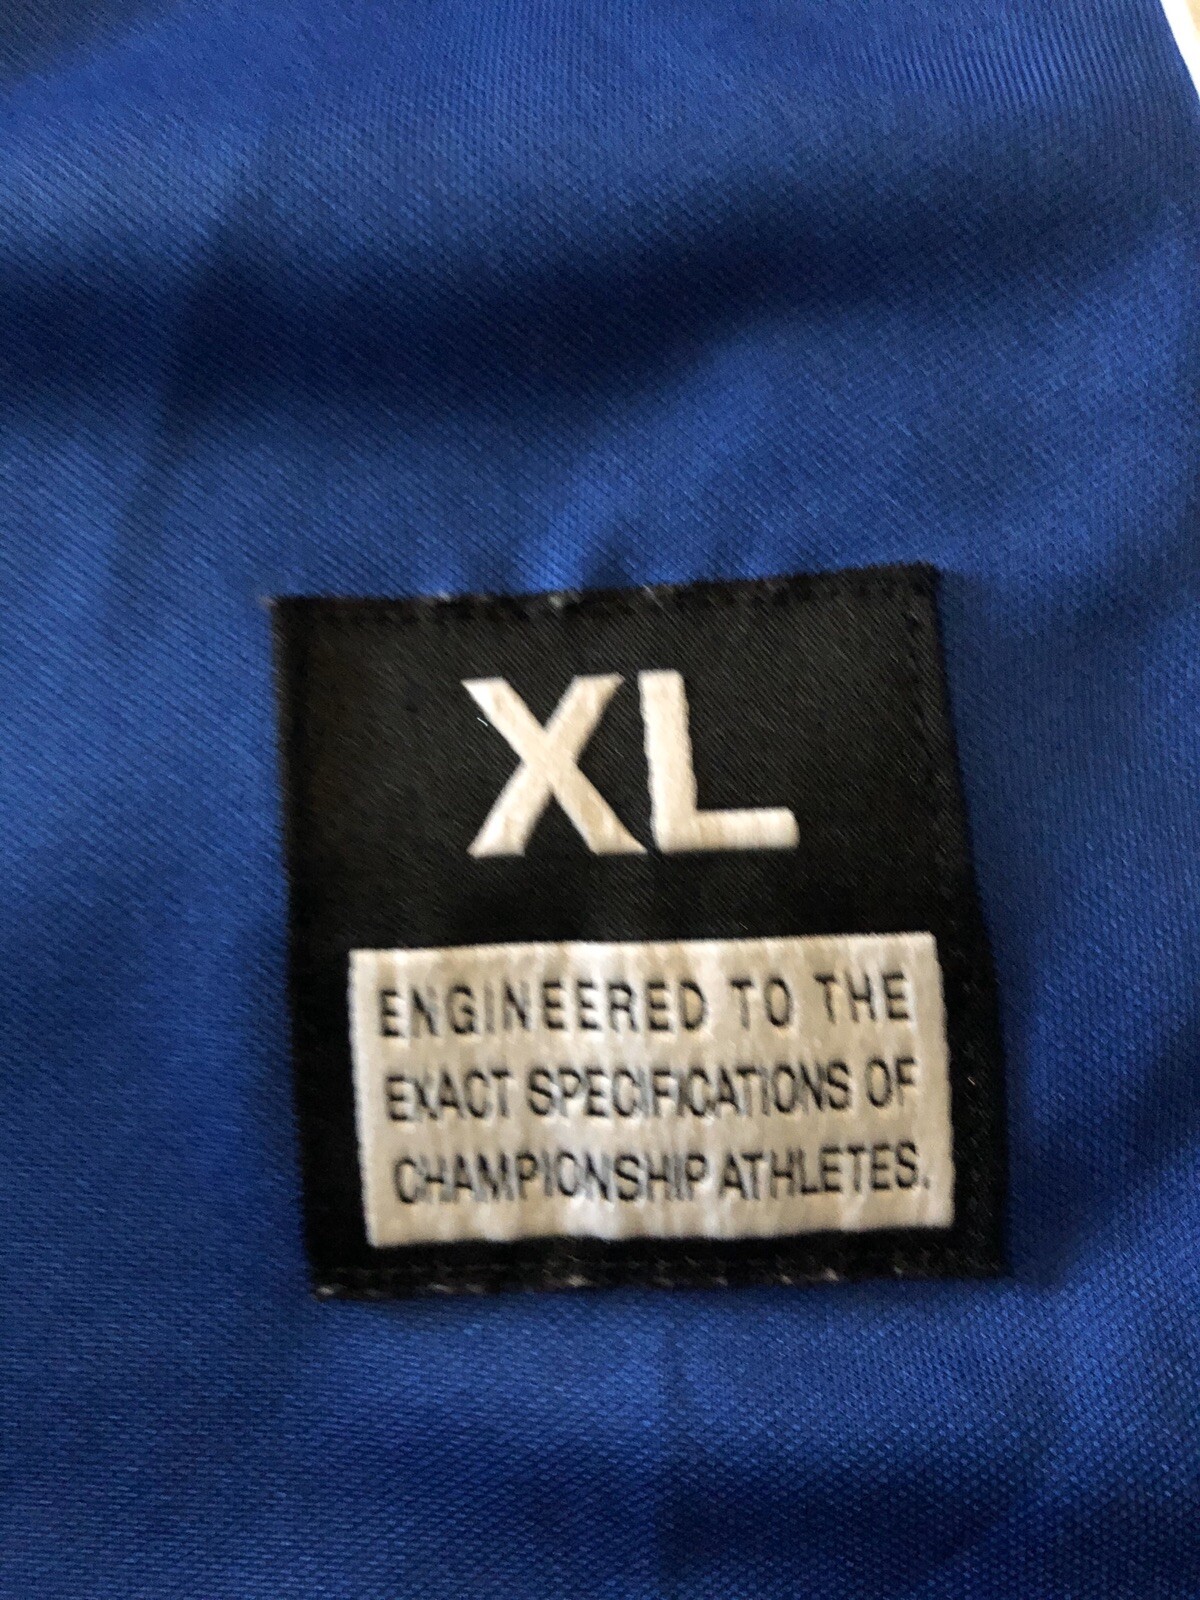 XL
ENGINEERED TO THE
EXACT SPECIFICATIONS OF
CHAMPIONSHIP ATHLETES.